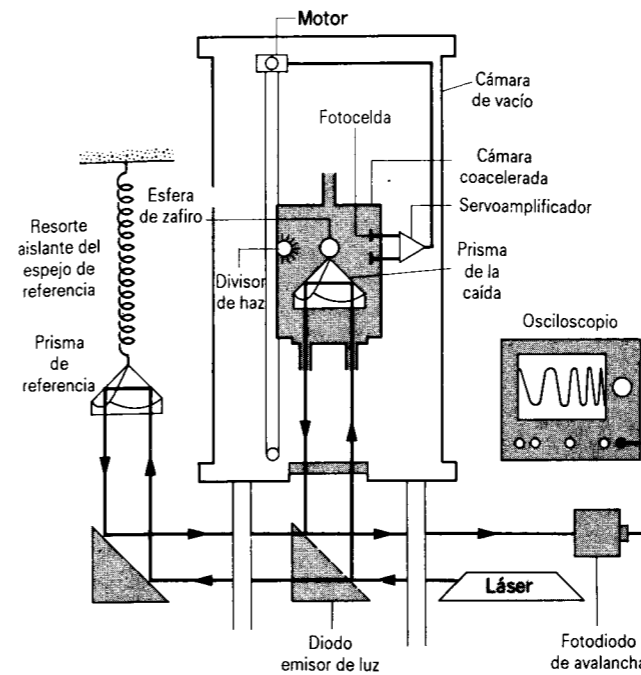 Motor
Cámara
de vacío
Fotocelda
Cámara
coacelerada
Esfera
de zafiro
Servoamplificador
Resorte
aislante del
espejo de
referencia
Divisor
de haz
Prisma
de la
caída
Prisma
de
referencia
Osciloscopio
Láser
Diodo
emisor de luz
Fotodiodo
de avalancha